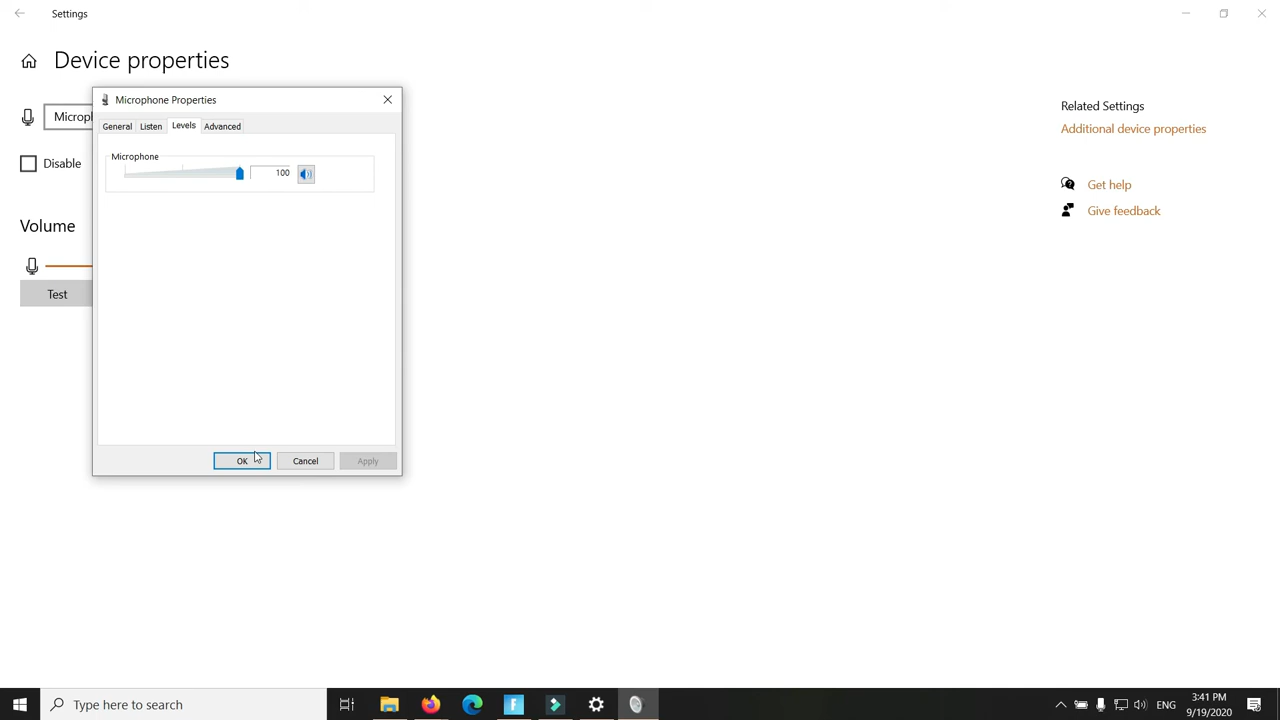 Settings
Device properties
Microphone Properties
General Listen Levels Advanced
Microphone
100
OK Cancel Apply
Disable
Volume
Test
Related Settings
Additional device properties
Get help
Give feedback
Type here to search
ENG
3:41 PM
9/19/2020